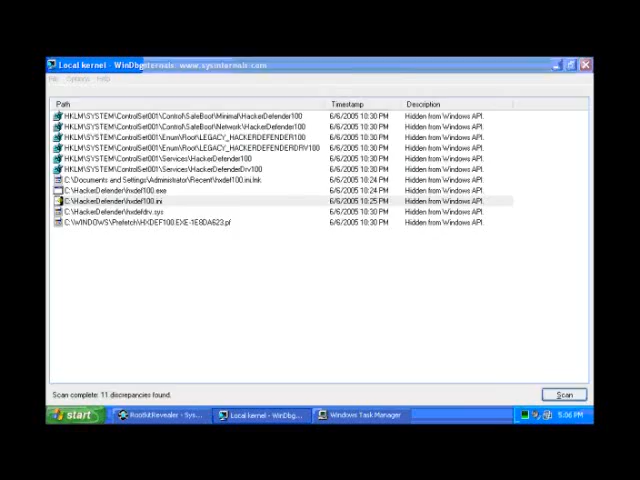 Local kernel - WinDbg ternals: www.sysinternals.com
File Options Help
Path Timestamp Description
HKLM\SYSTEM\ControlSet001\Control\SafeBoot\Minimal\HackerDefender100 6/6/2005 10:30 PM Hidden from Windows API.
HKLM\SYSTEM\ControlSet001\Control\SafeBoot\Network\HackerDefender100 6/6/2005 10:30 PM Hidden from Windows API.
HKLM\SYSTEM\ControlSet001\Enum\Root\LEGACY_HACKERDEFENDER100 6/6/2005 10:30 PM Hidden from Windows API.
HKLM\SYSTEM\ControlSet001\Enum\Root\LEGACY_HACKERDEFENDERDRV100 6/6/2005 10:30 PM Hidden from Windows API.
HKLM\SYSTEM\ControlSet001\Services\HackerDefender100 6/6/2005 10:30 PM Hidden from Windows API.
HKLM\SYSTEM\ControlSet001\Services\HackerDefenderDrv100 6/6/2005 10:30 PM Hidden from Windows API.
C:\Documents and Settings\Administrator\Recent\hxdef100.ini.lnk 6/6/2005 10:24 PM Hidden from Windows API.
C:\HackerDefender\hxdef100.exe 6/6/2005 10:24 PM Hidden from Windows API.
C:\HackerDefender\hxdef100.ini 6/6/2005 10:25 PM Hidden from Windows API.
C:\HackerDefender\hxdefdrv.sys 6/6/2005 10:30 PM Hidden from Windows API.
C:\WINDOWS\Prefetch\HXDEF100.EXE-1E8DA623.pf 6/6/2005 10:30 PM Hidden from Windows API.
Scan complete: 11 discrepancies found.
Scan
start RootkitRevealer - Sys... Local kernel - WinDbg... Windows Task Manager 5:06 PM